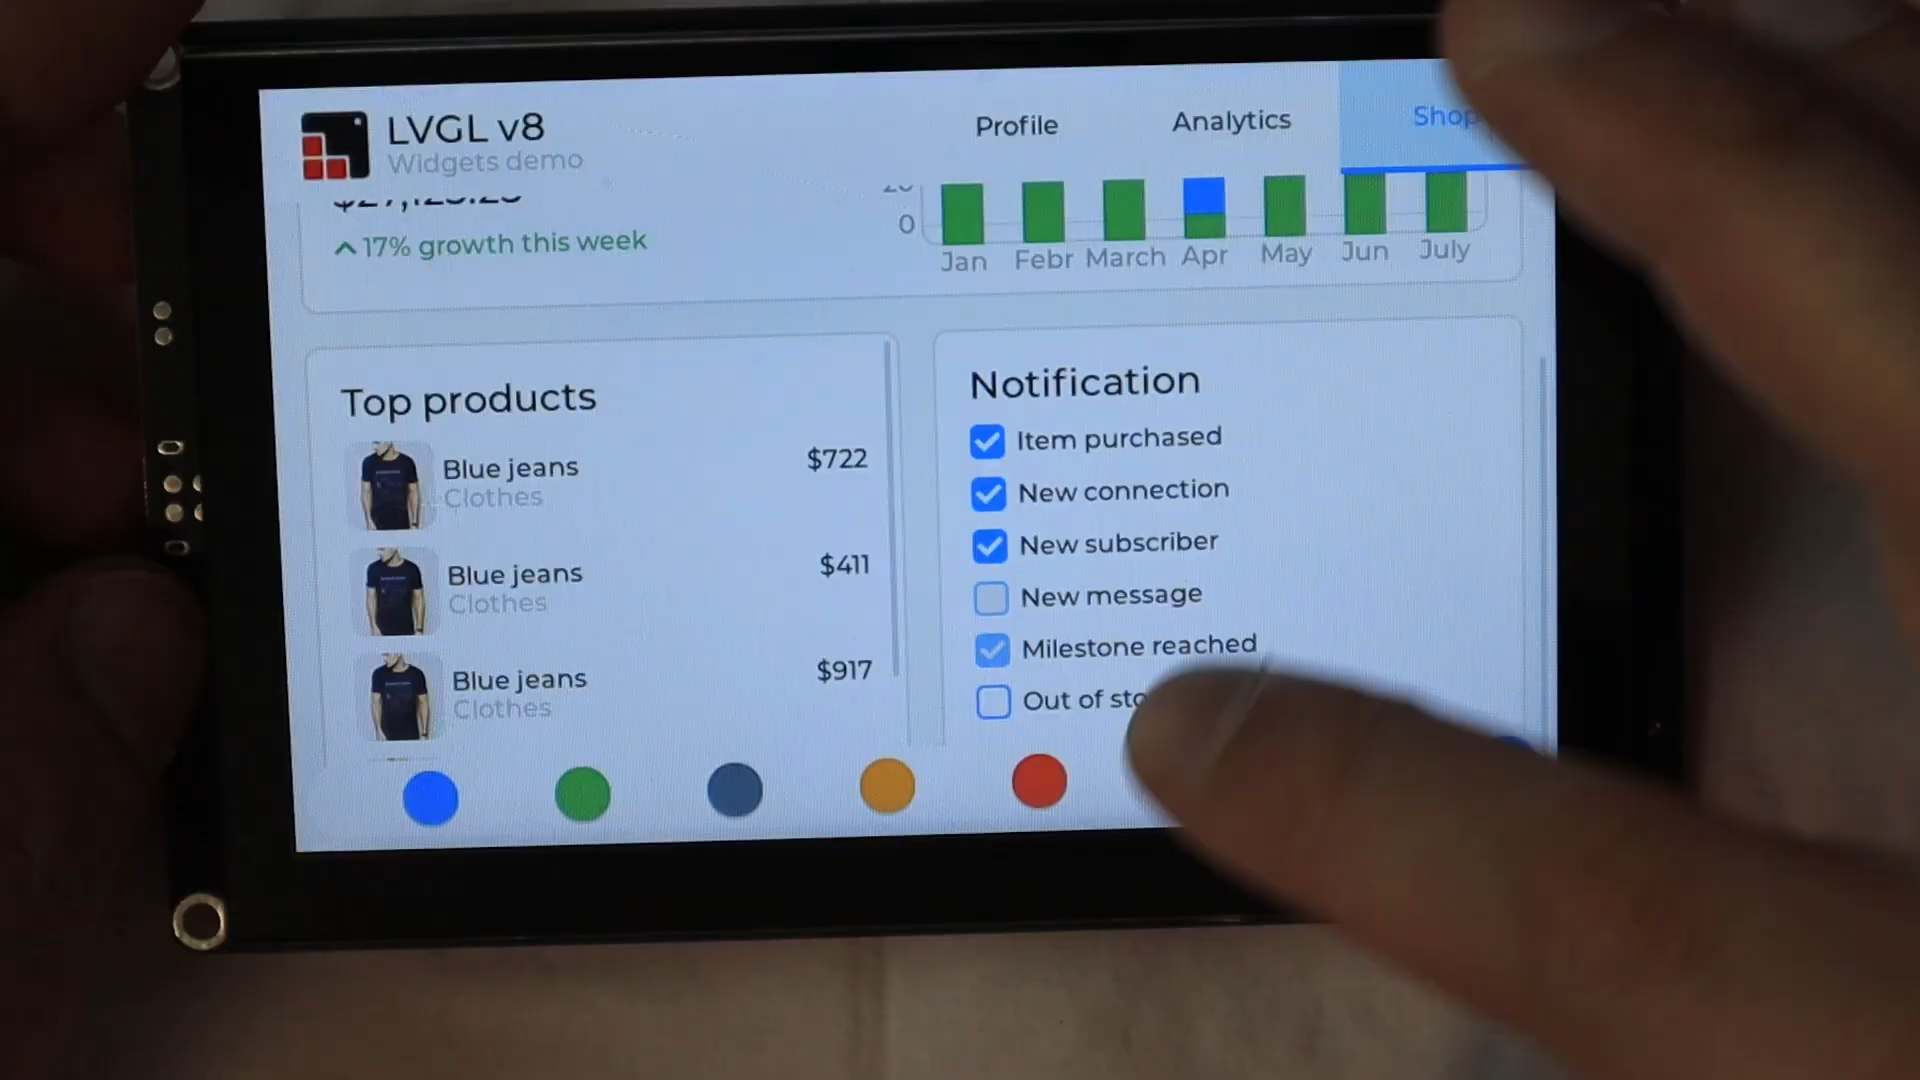 LVGL v8
Widgets demo
Profile
Analytics
Shop
17% growth this week
0
Jan
Febr
March
Apr
May
Jun
July
Top products
Blue jeans
Clothes
$722
Blue jeans
Clothes
$411
Blue jeans
Clothes
$917
Notification
Item purchased
New connection
New subscriber
New message
Milestone reached
Out of